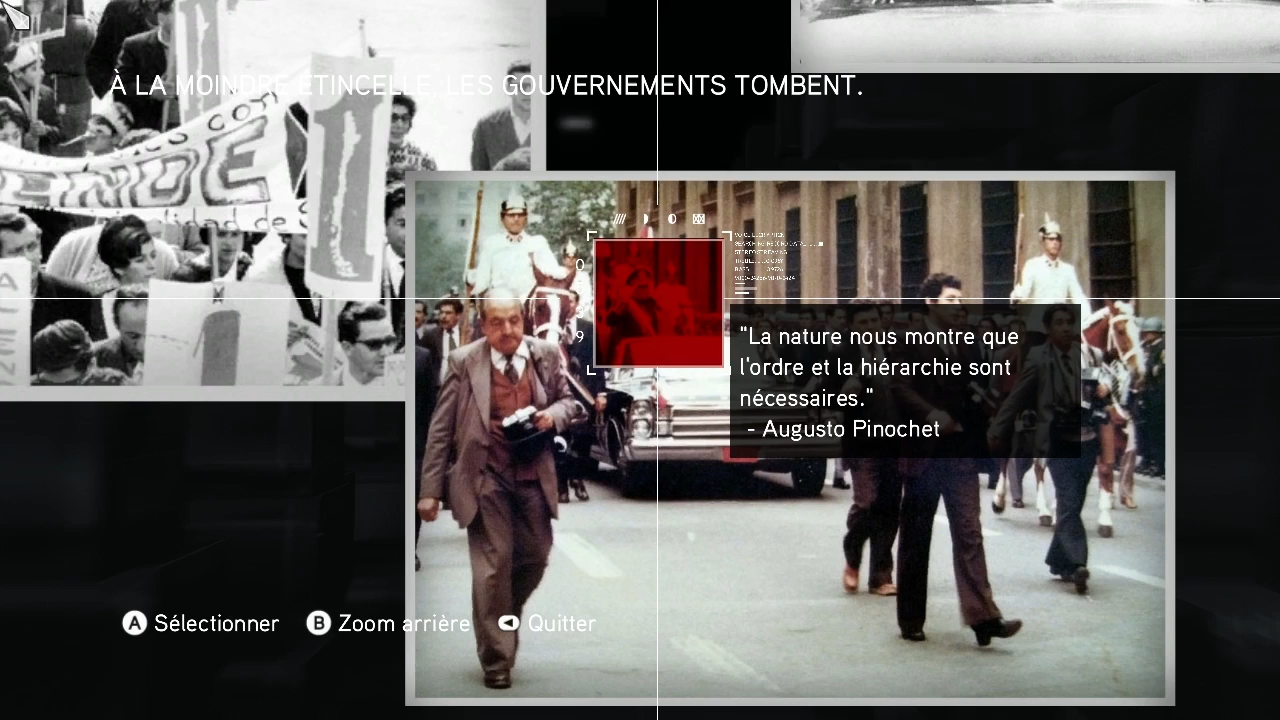 À LA MOINDRE ÉTINCELLE, LES GOUVERNEMENTS TOMBENT.
"La nature nous montre que
l'ordre et la hiérarchie sont
nécessaires."
- Augusto Pinochet
A Sélectionner B Zoom arrière Quitter